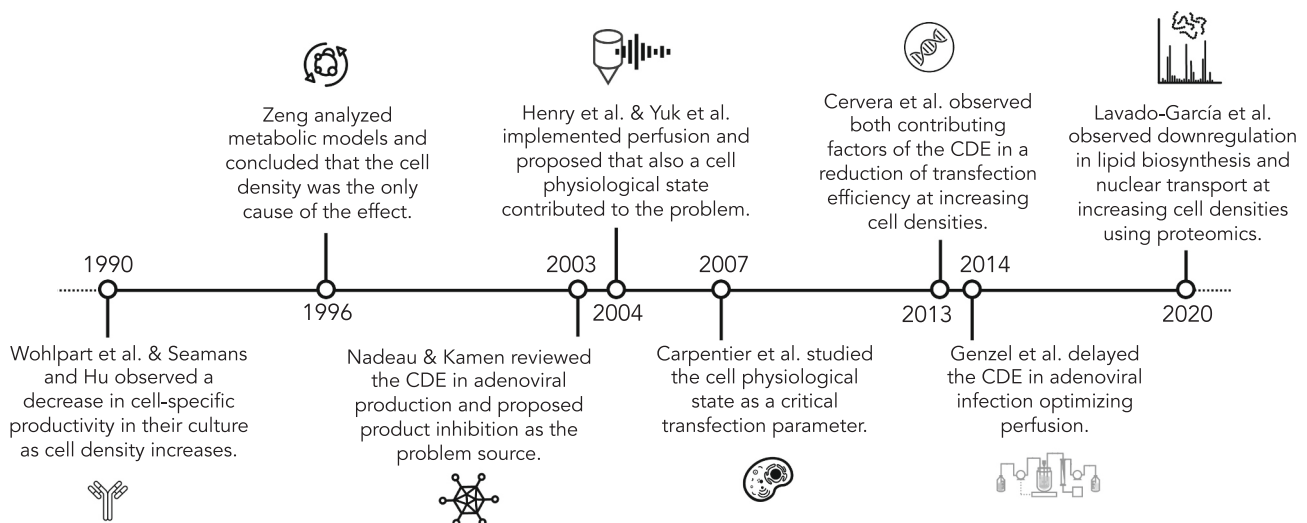 Zeng analyzed
metabolic models and
concluded that the cell
density was the only
cause of the effect.
Henry et al. & Yuk et al.
implemented perfusion and
proposed that also a cell
physiological state
contributed to the problem.
Cervera et al. observed
both contributing
factors of the CDE in a
reduction of transfection
efficiency at increasing
cell densities.
Lavado-García et al.
observed downregulation
in lipid biosynthesis and
nuclear transport at
increasing cell densities
using proteomics.
1990
1996
2003
2004
2007
2013
2014
2020
Wohlpart et al. & Seamans
and Hu observed a
decrease in cell-specific
productivity in their culture
as cell density increases.
Nadeau & Kamen reviewed
the CDE in adenoviral
production and proposed
product inhibition as the
problem source.
Carpentier et al. studied
the cell physiological
state as a critical
transfection parameter.
Genzel et al. delayed
the CDE in adenoviral
infection optimizing
perfusion.